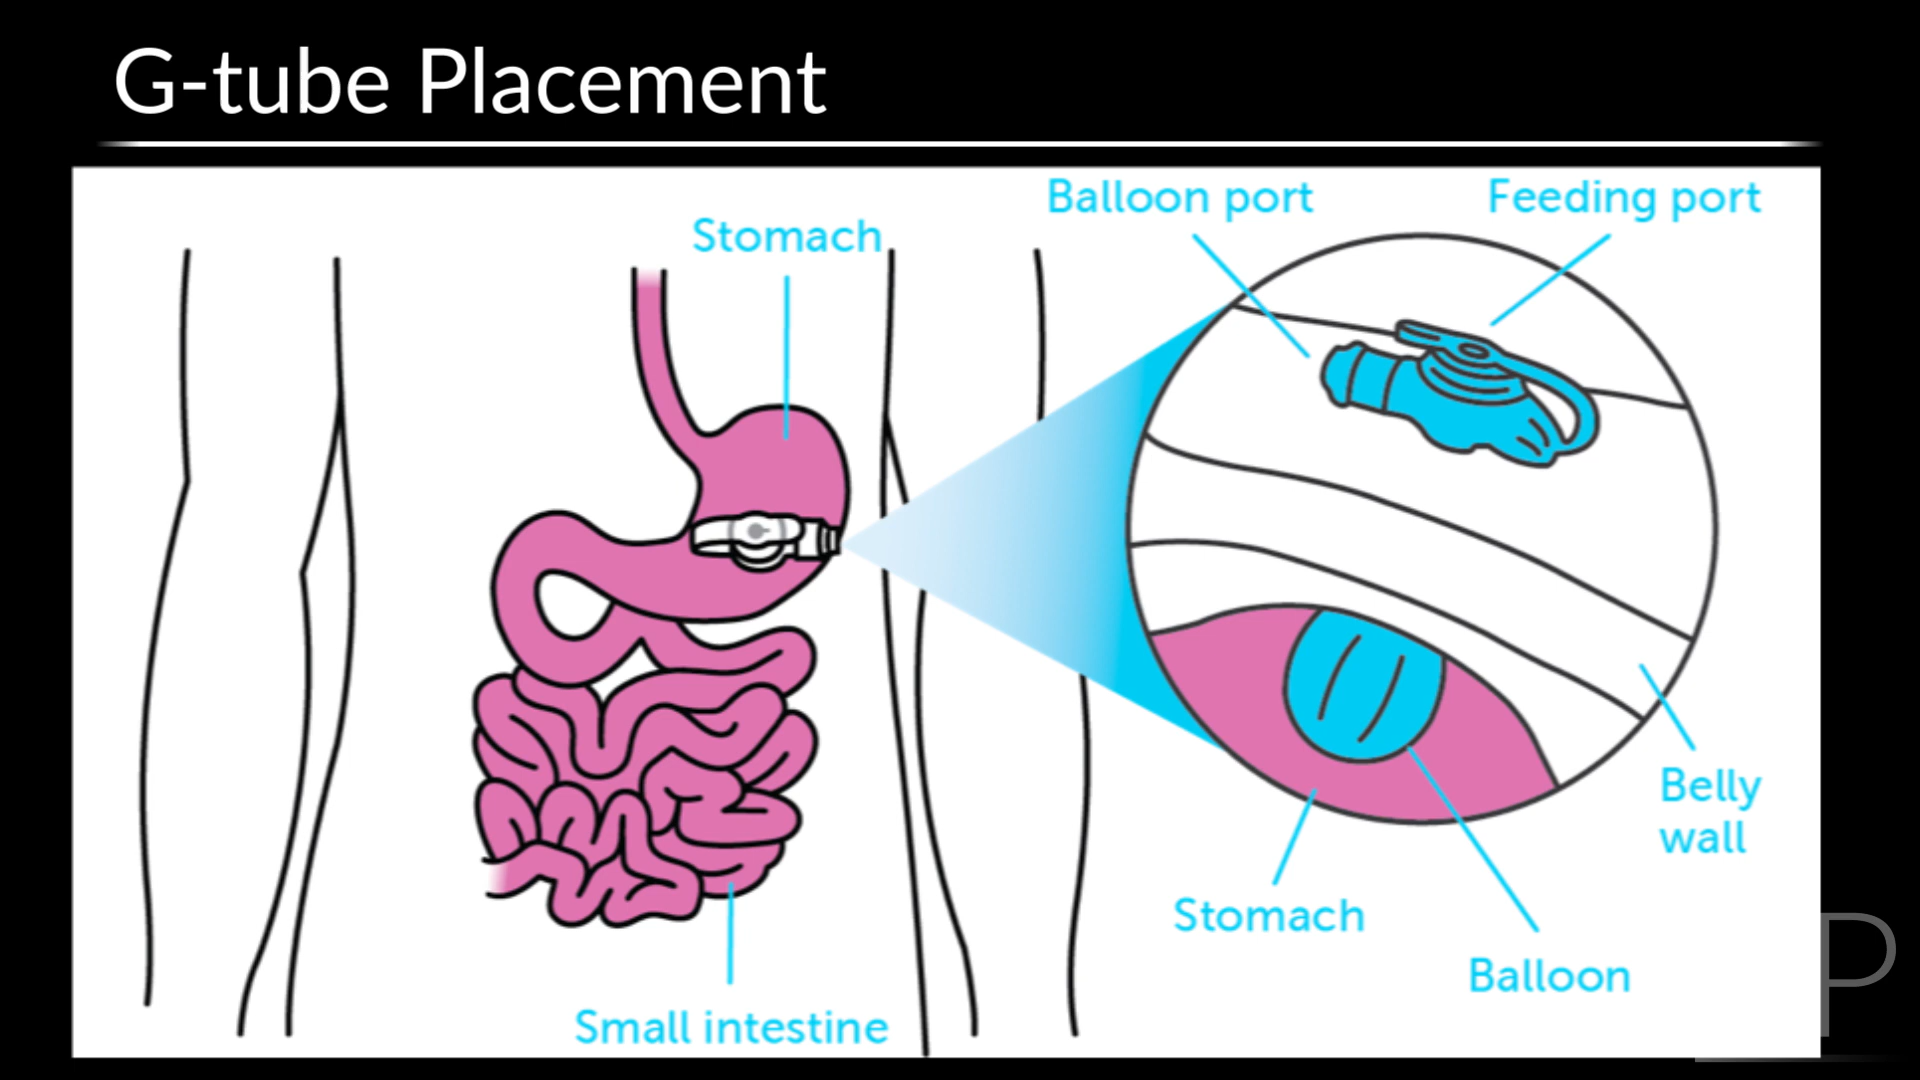 G-tube Placement
Balloon port
Feeding port
Stomach
Belly
wall
Stomach
Balloon
Small intestine
P